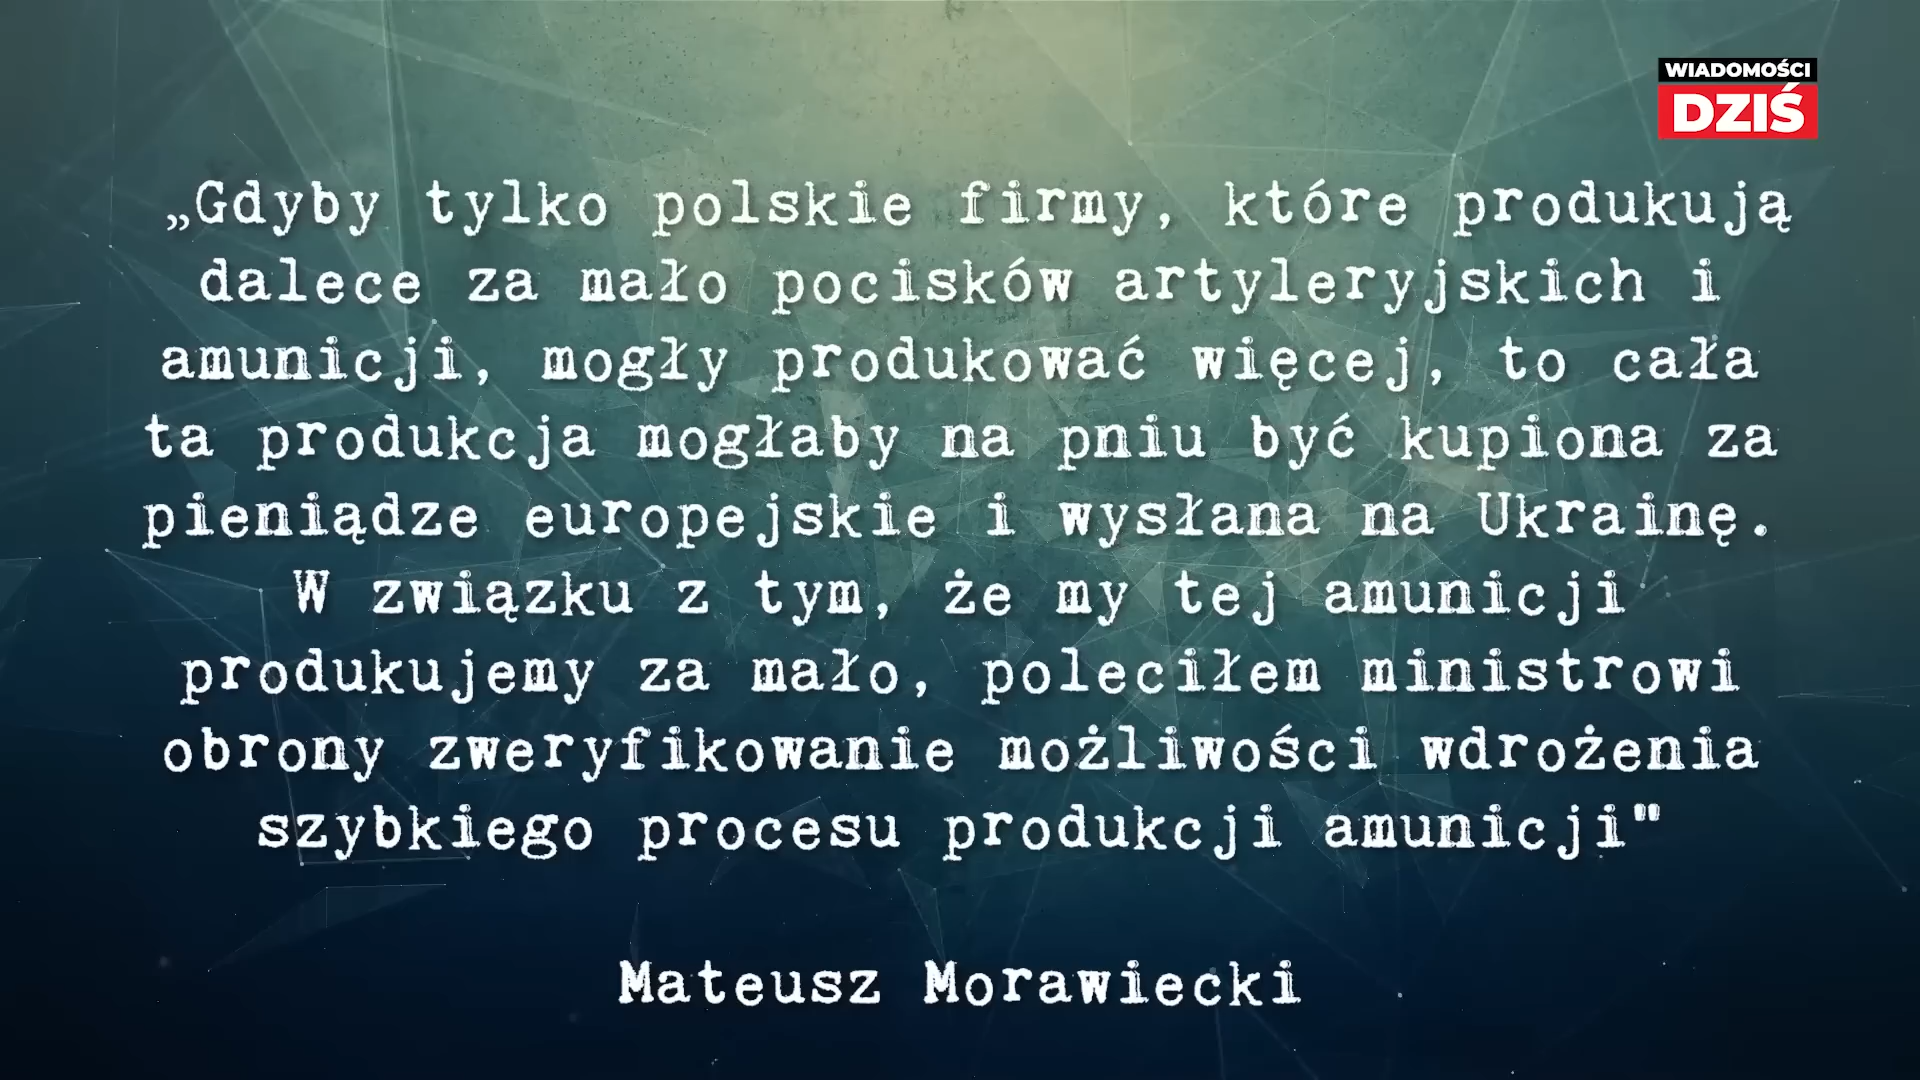 WIADOMOŚCI
DZIŚ
„Gdyby tylko polskie firmy, które produkują
dalece za mało pocisków artyleryjskich i
amunicji, mogły produkować więcej, to cała
ta produkcja mogłaby na pniu być kupiona za
pieniądze europejskie i wysłana na Ukrainę.
W związku z tym, że my tej amunicji
produkujemy za mało, poleciłem ministrowi
obrony zweryfikowanie możliwości wdrożenia
szybkiego procesu produkcji amunicji"
Mateusz Morawiecki